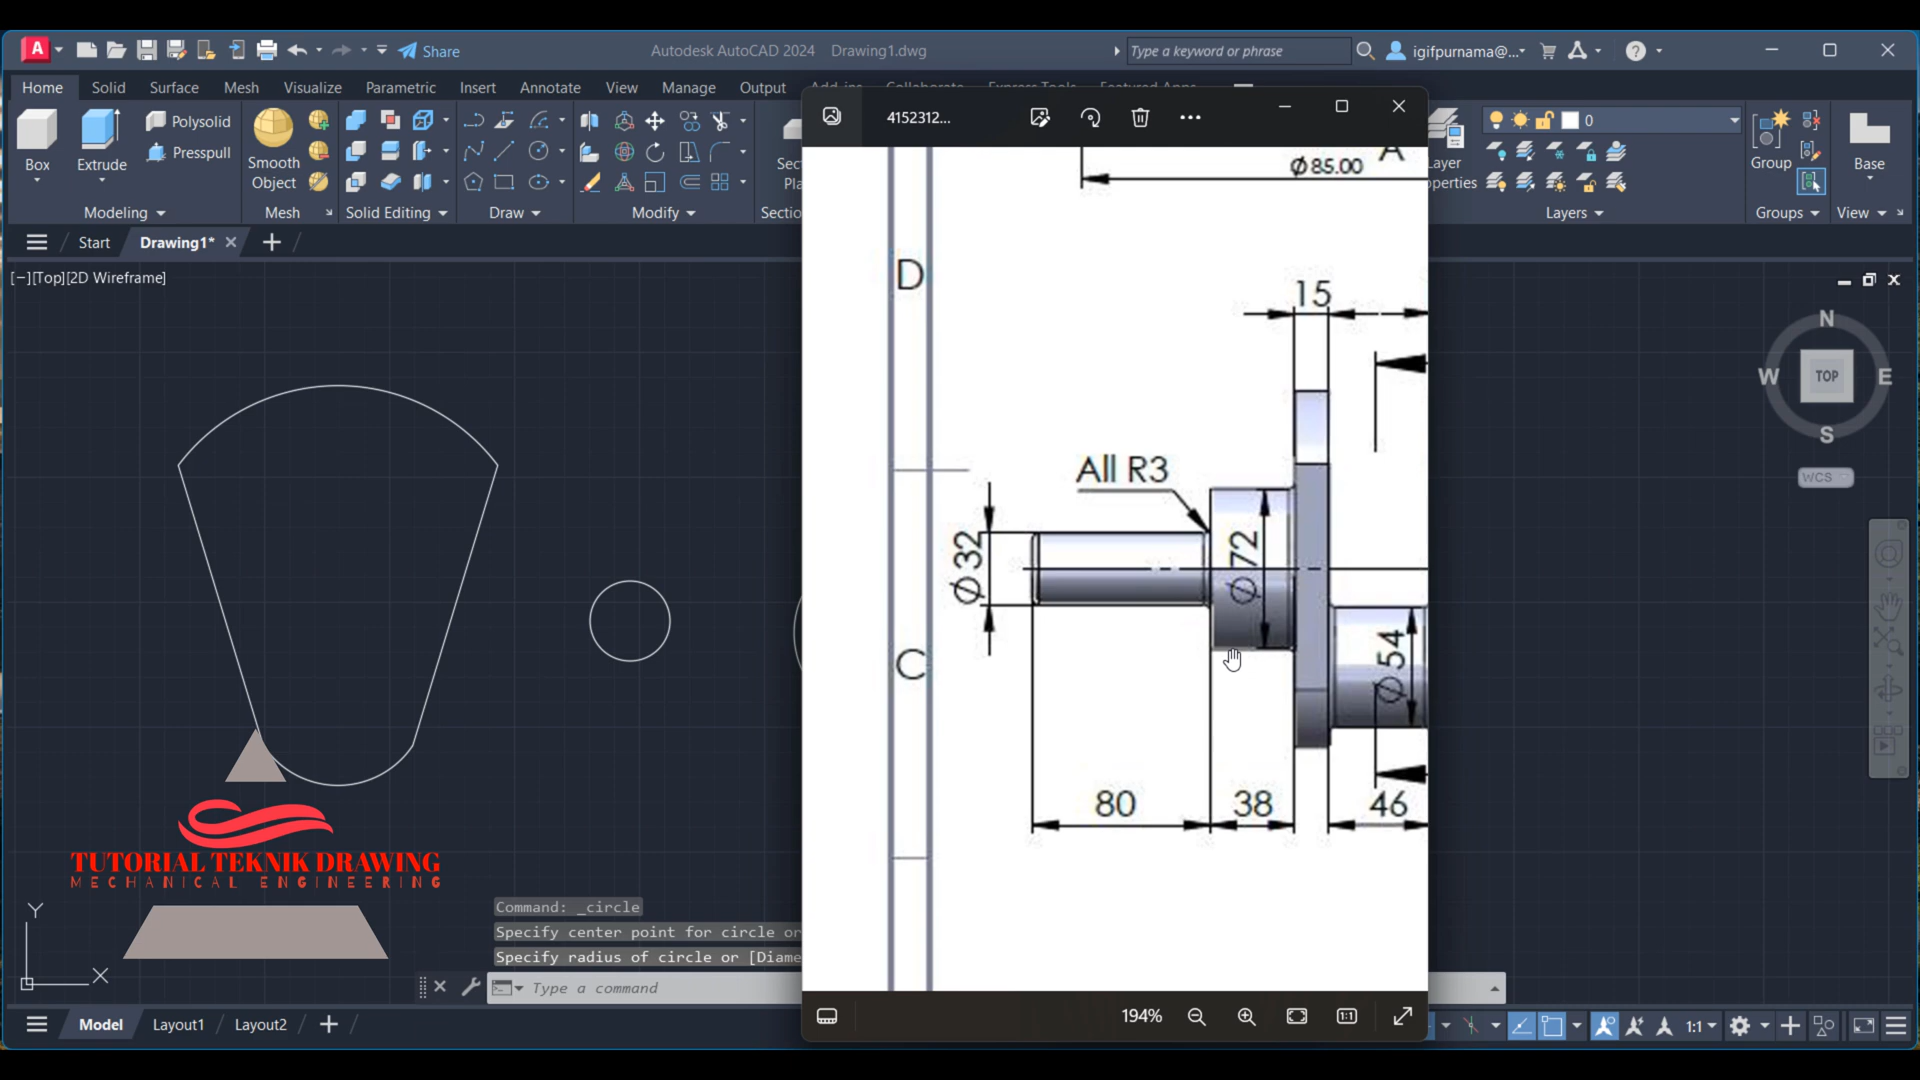 Share
Autodesk AutoCAD 2024 Drawing1.dwg
Type a keyword or phrase
igifpurnama@...
Home Solid Surface Mesh Visualize Parametric Insert Annotate View Manage Output
Box
Extrude
Polysolid
Presspull
Smooth
Object
Layer
Group
Base
Modeling Mesh Solid Editing Draw Modify
Layers Groups View
0
4152312...
Start Drawing1* +
[−][Top][2D Wireframe]
Ø85.00
A
D
15
All R3
Ø32
Ø72
Ø54
C
80 38 46
N
W TOP E
S
WCS
TUTORIAL TEKNIK DRAWING
MECHANICAL ENGINEERING
Y
X
Command: _circle
Specify center point for circle or
Specify radius of circle or [Diame
Type a command
194%
1:1
Model Layout1 Layout2 +
1:1